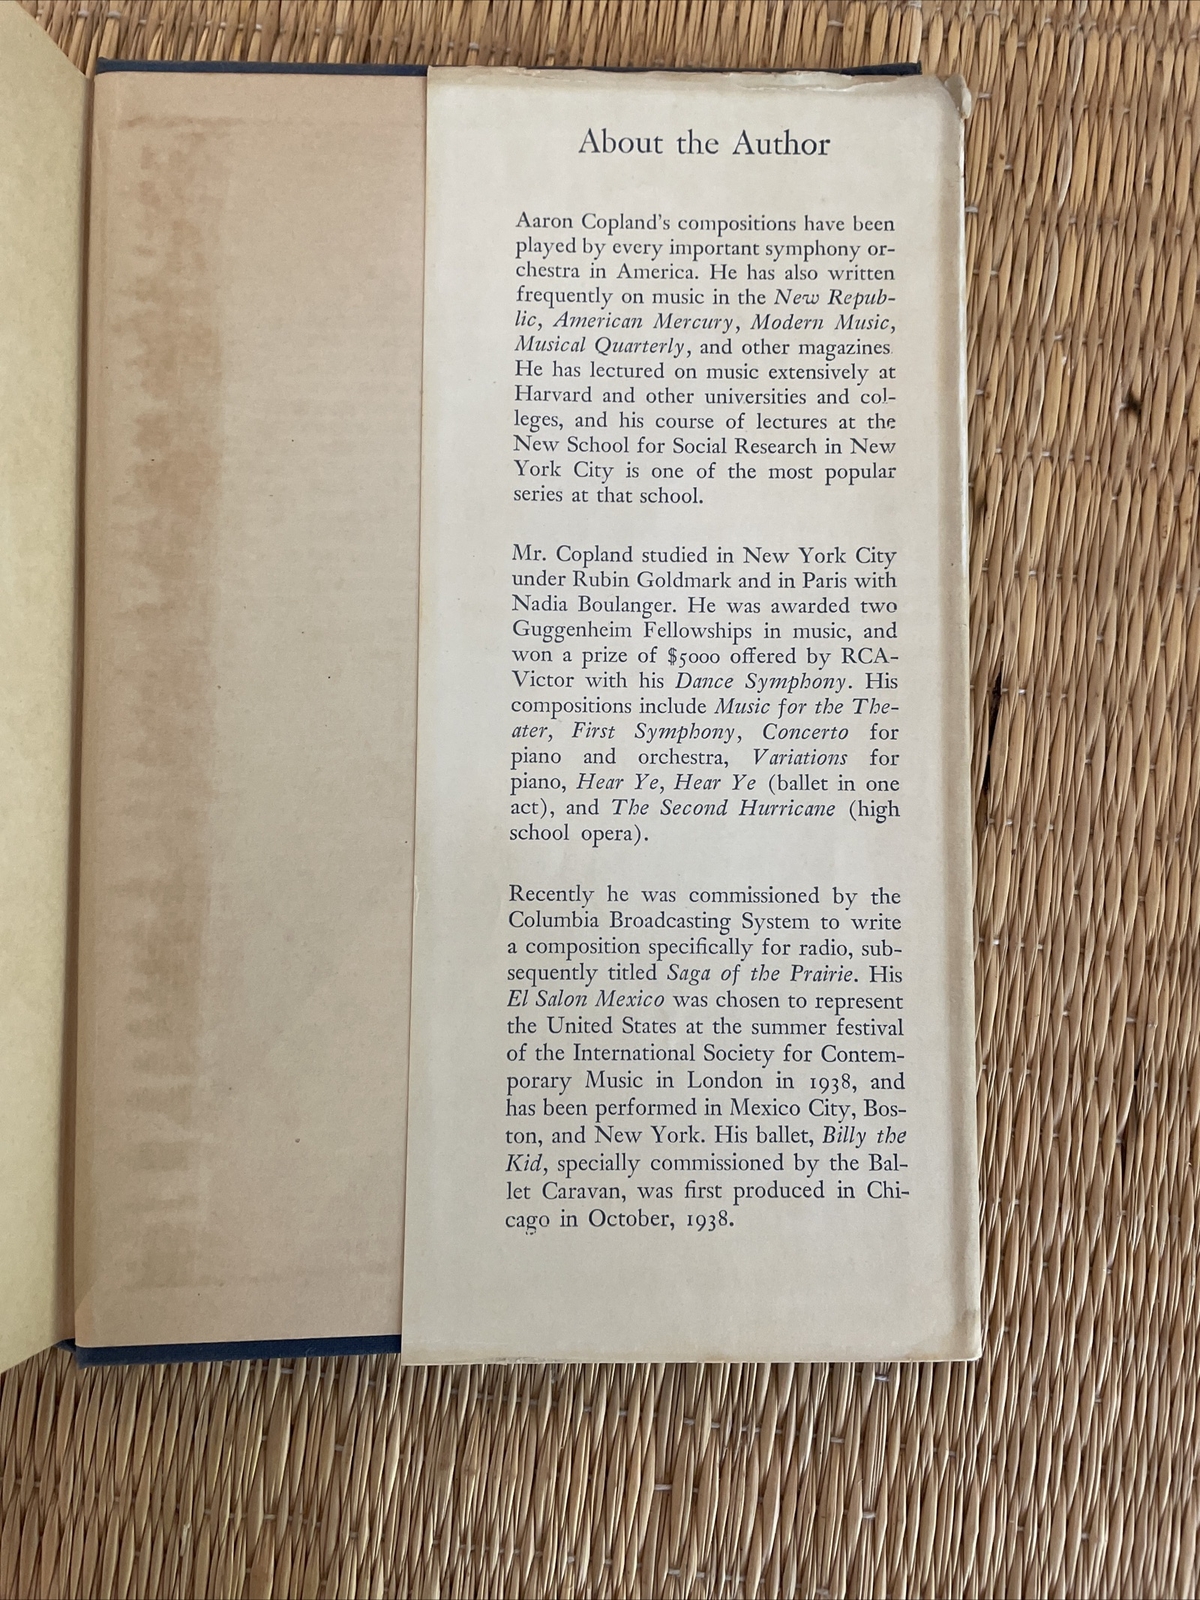 About the Author
Aaron Copland's compositions have been
played by every important symphony or-
chestra in America. He has also written
frequently on music in the New Repub-
lic, American Mercury, Modern Music,
Musical Quarterly, and other magazines.
He has lectured on music extensively at
Harvard and other universities and col-
leges, and his course of lectures at the
New School for Social Research in New
York City is one of the most popular
series at that school.
Mr. Copland studied in New York City
under Rubin Goldmark and in Paris with
Nadia Boulanger. He was awarded two
Guggenheim Fellowships in music, and
won a prize of $5000 offered by RCA-
Victor with his Dance Symphony. His
compositions include Music for the The-
ater, First Symphony, Concerto for
piano and orchestra, Variations for
piano, Hear Ye, Hear Ye (ballet in one
act), and The Second Hurricane (high
school opera).
Recently he was commissioned by the
Columbia Broadcasting System to write
a composition specifically for radio, sub-
sequently titled Saga of the Prairie. His
El Salon Mexico was chosen to represent
the United States at the summer festival
of the International Society for Contem-
porary Music in London in 1938, and
has been performed in Mexico City, Bos-
ton, and New York. His ballet, Billy the
Kid, specially commissioned by the Bal-
let Caravan, was first produced in Chi-
cago in October, 1938.